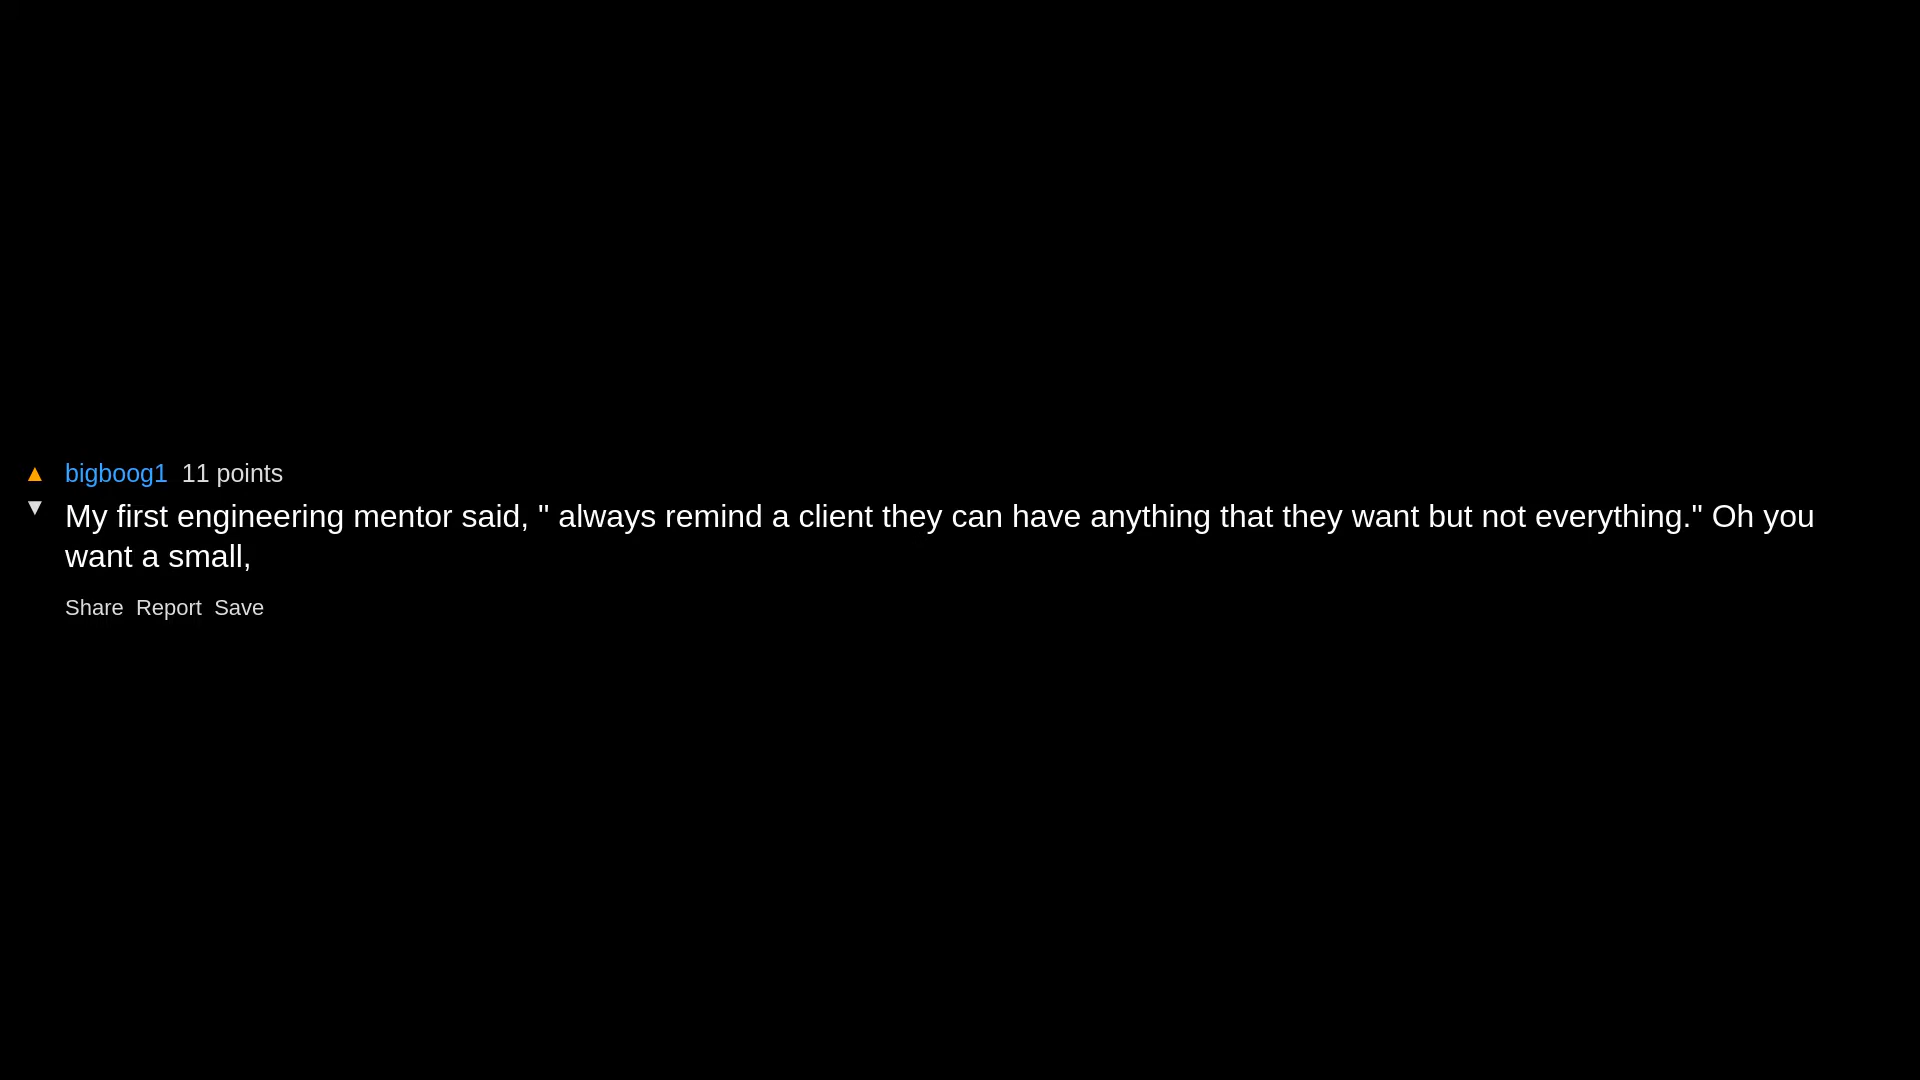 ▲ bigboog1 11 points
▼ My first engineering mentor said, " always remind a client they can have anything that they want but not everything." Oh you
want a small,
Share Report Save